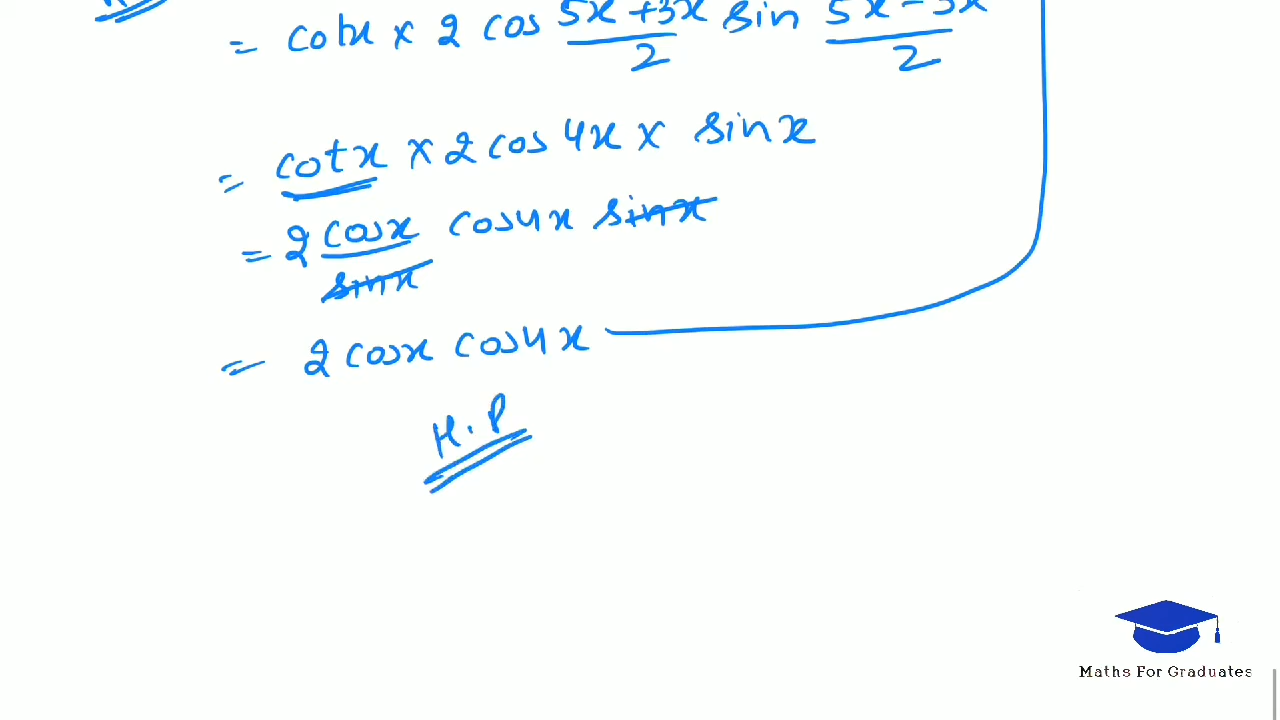 = cotx × 2 cos 5x+3x/2 sin 5x-3x/2
= cotx × 2 cos 4x × sinx
= 2 cosx/sinx cos4x sinx
= 2 cosx cos4x
H.P
Maths For Graduates